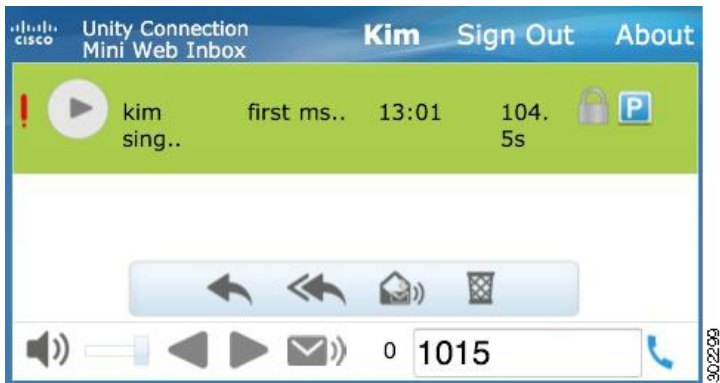 cisco
Unity Connection
Mini Web Inbox
Kim Sign Out About
! kim sing.. first ms.. 13:01 104.5s P
0 1015
302299